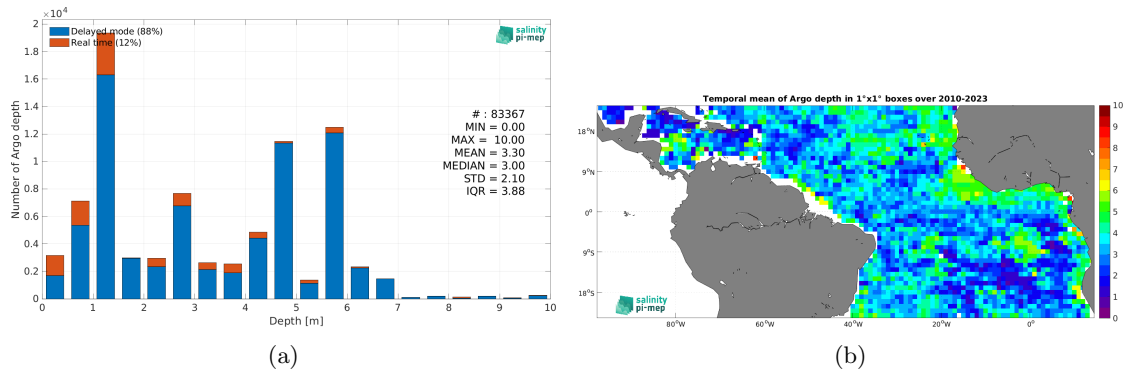 ×10⁴
2
1.8
1.6
1.4
1.2
1
0.8
0.6
0.4
0.2
0
Number of Argo depth
Delayed mode (88%)
Real time (12%)
salinity
pi-mep
# : 83367
MIN = 0.00
MAX = 10.00
MEAN = 3.30
MEDIAN = 3.00
STD = 2.10
IQR = 3.88
0 1 2 3 4 5 6 7 8 9 10
Depth [m]
(a)
Temporal mean of Argo depth in 1°x1° boxes over 2010-2023
18°N
9°N
0°
9°S
18°S
salinity
pi-mep
80°W 60°W 40°W 20°W 0°
10
9
8
7
6
5
4
3
2
1
0
(b)